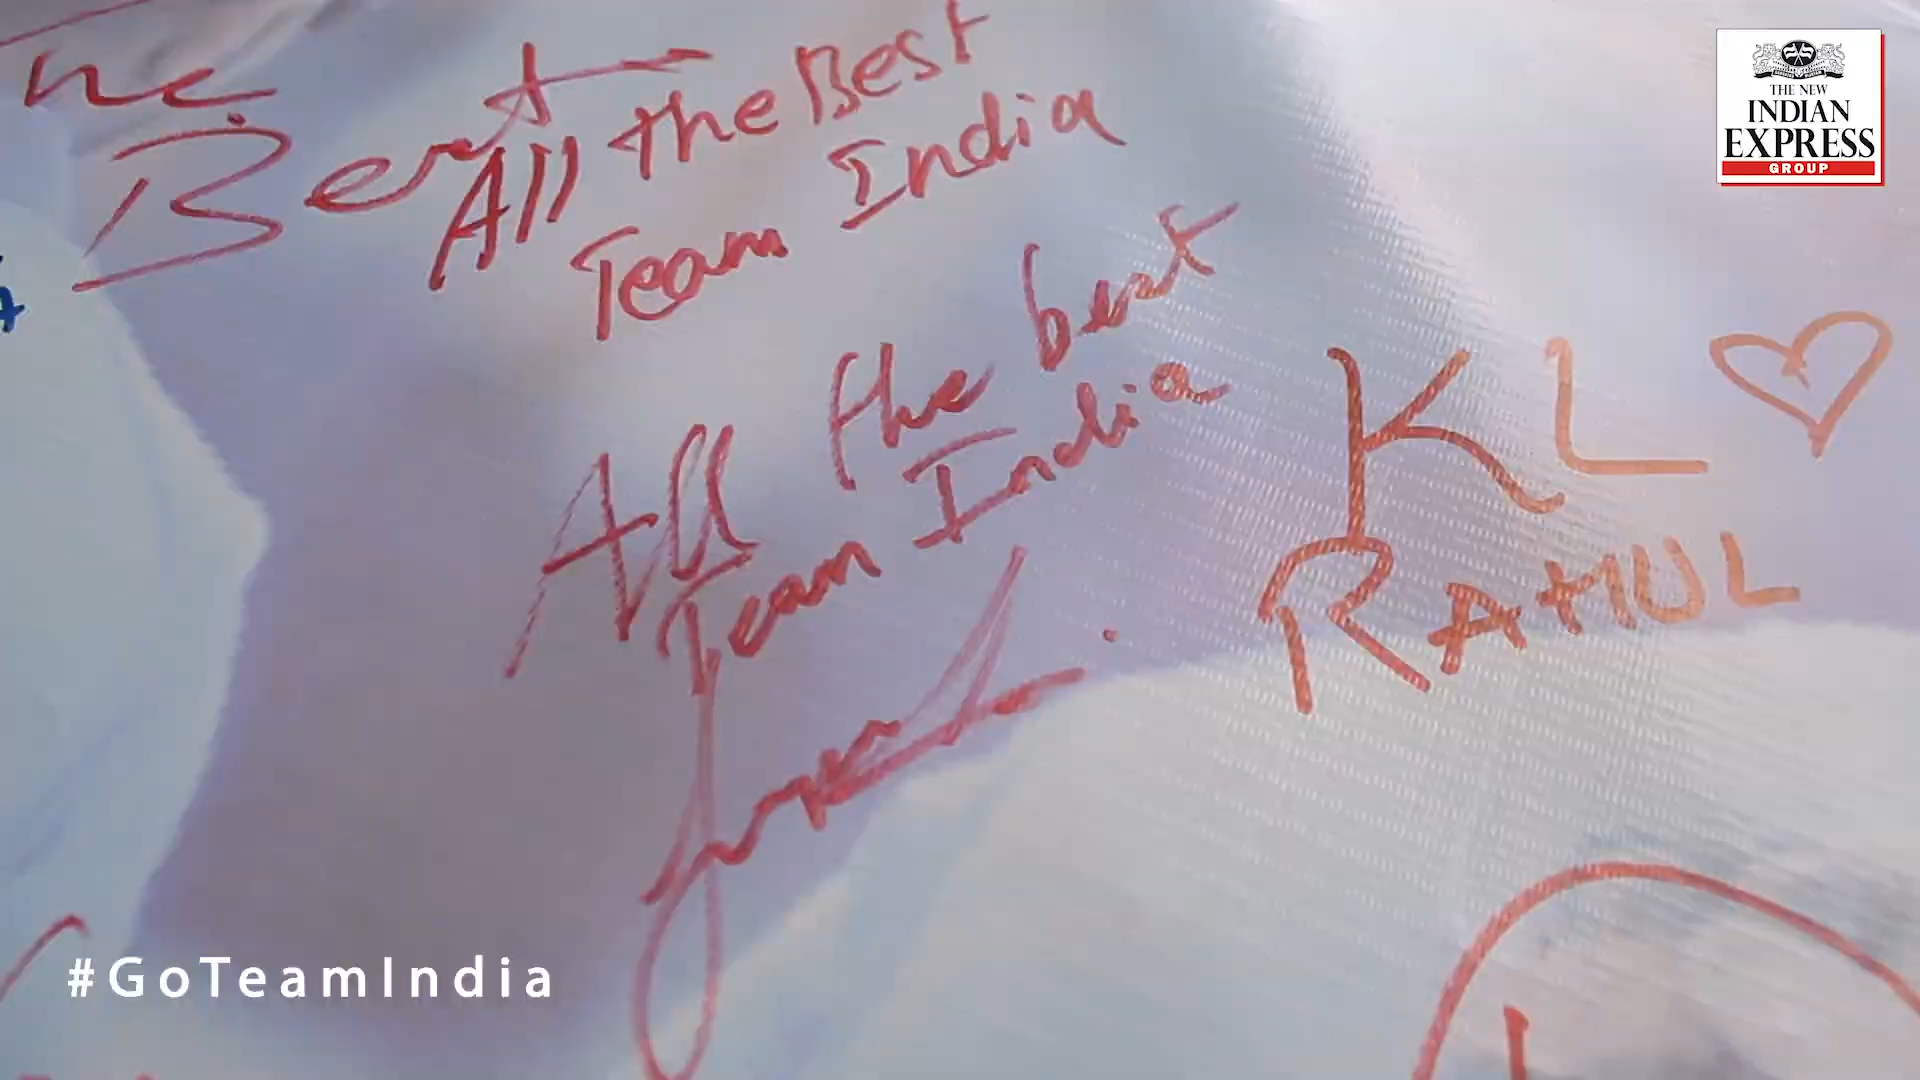 The
Best
All the Best
Team India
All the best
Team India
KL
RAHUL
THE NEW
INDIAN
EXPRESS
GROUP
#GoTeamIndia